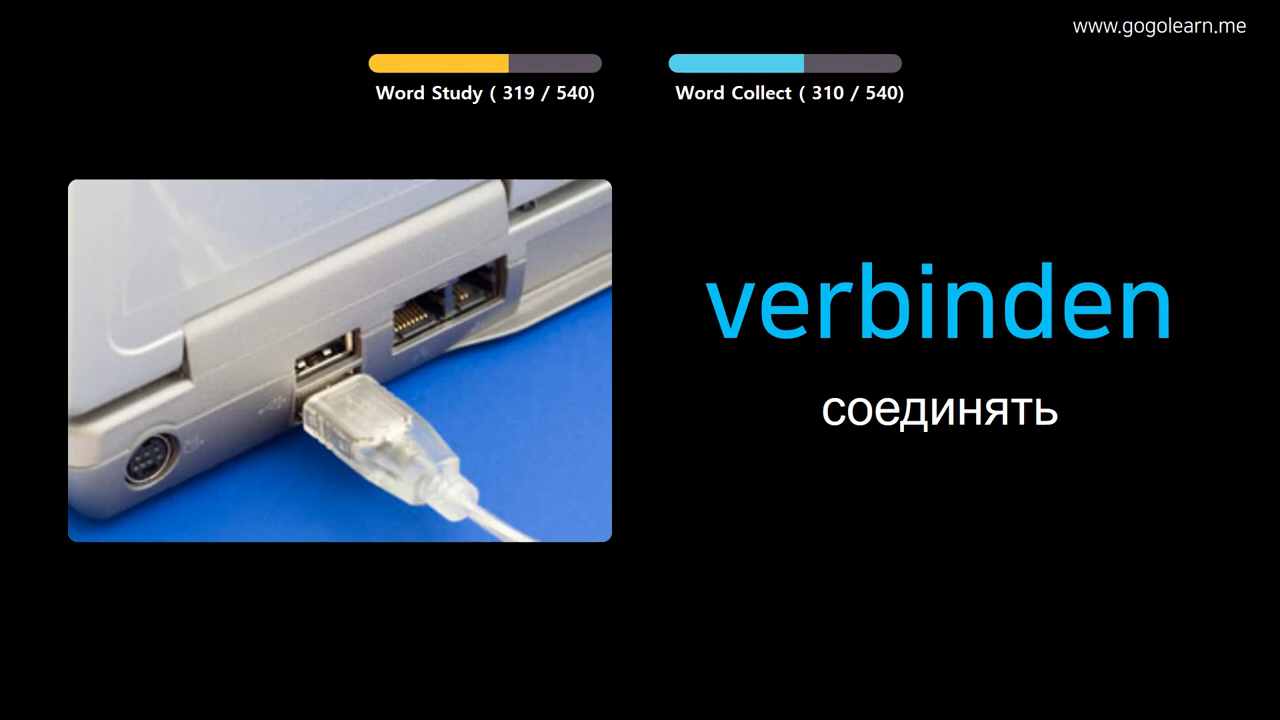 www.gogolearn.me
Word Study ( 319 / 540)
Word Collect ( 310 / 540)
verbinden
соединять